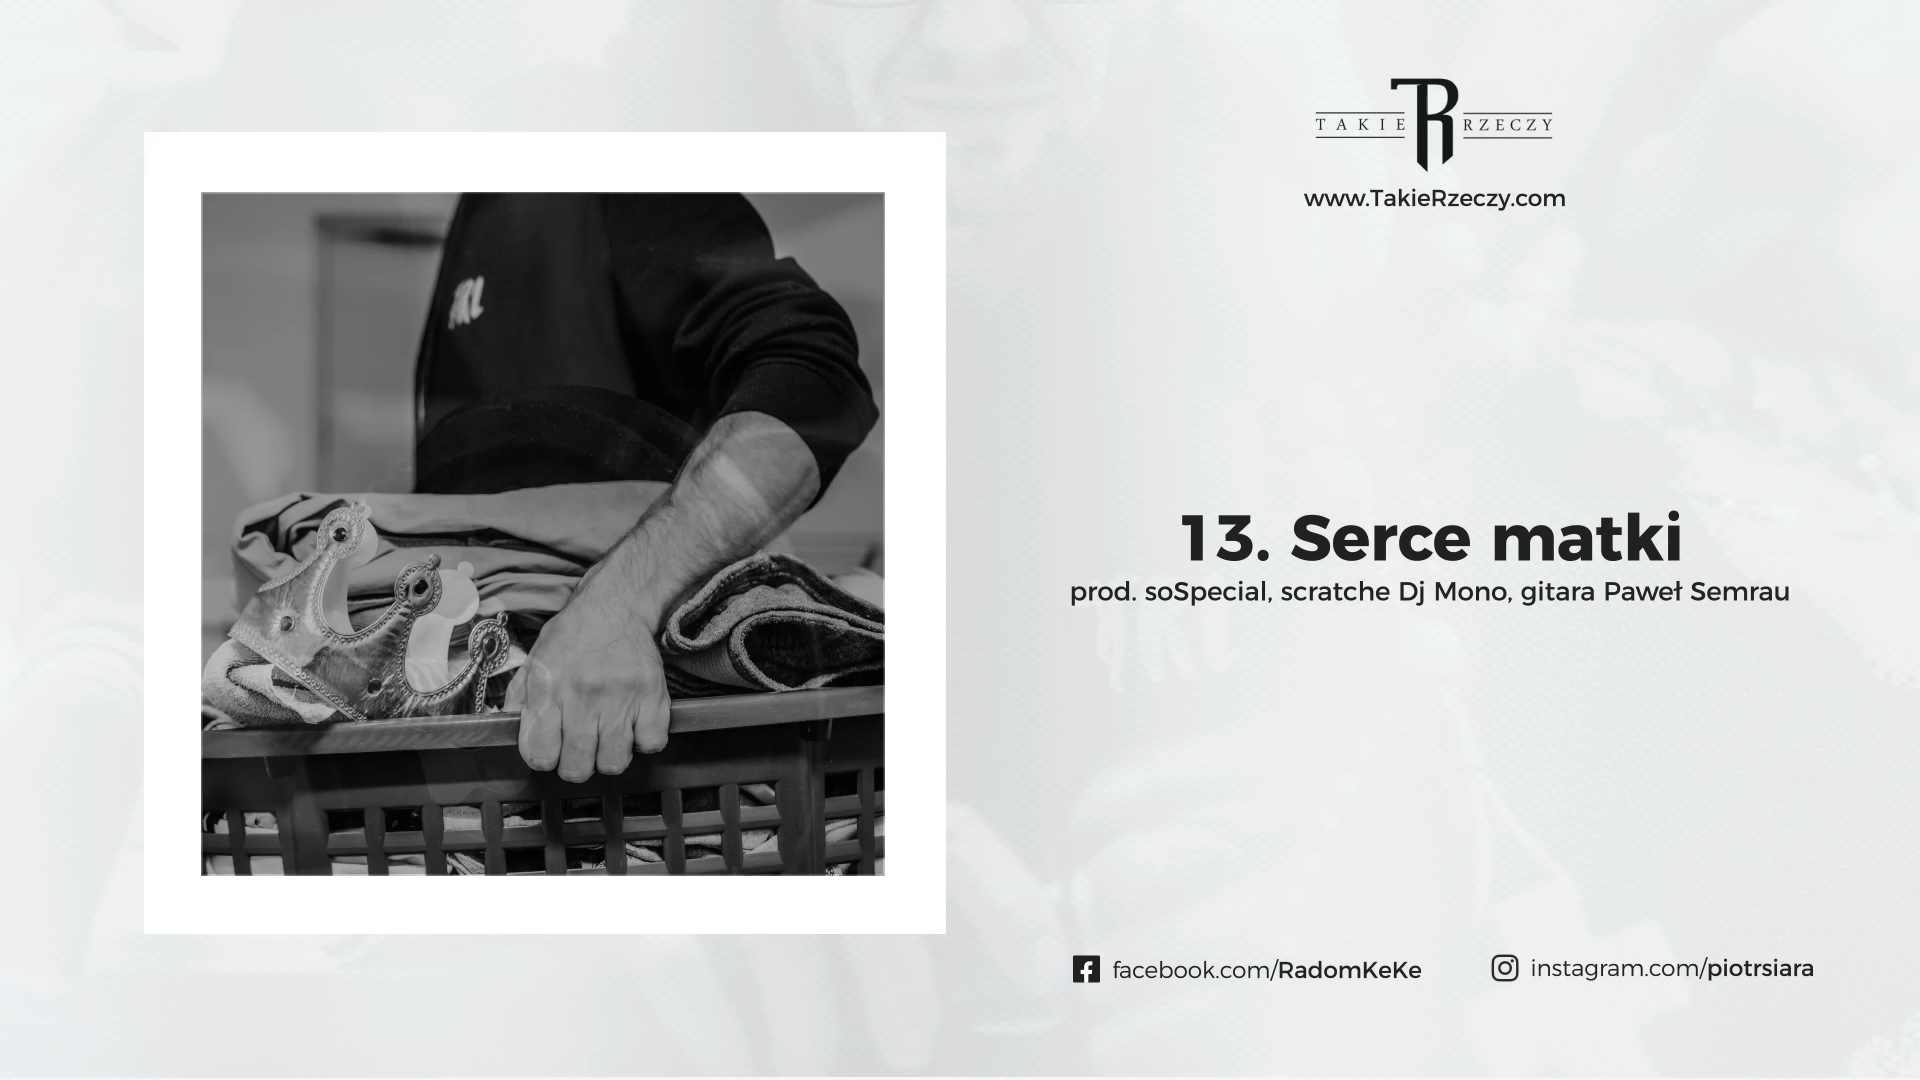 TAKIE TR RZECZY
www.TakieRzeczy.com
13. Serce matki
prod. soSpecial, scratche Dj Mono, gitara Paweł Semrau
facebook.com/RadomKeKe
instagram.com/piotrsiara